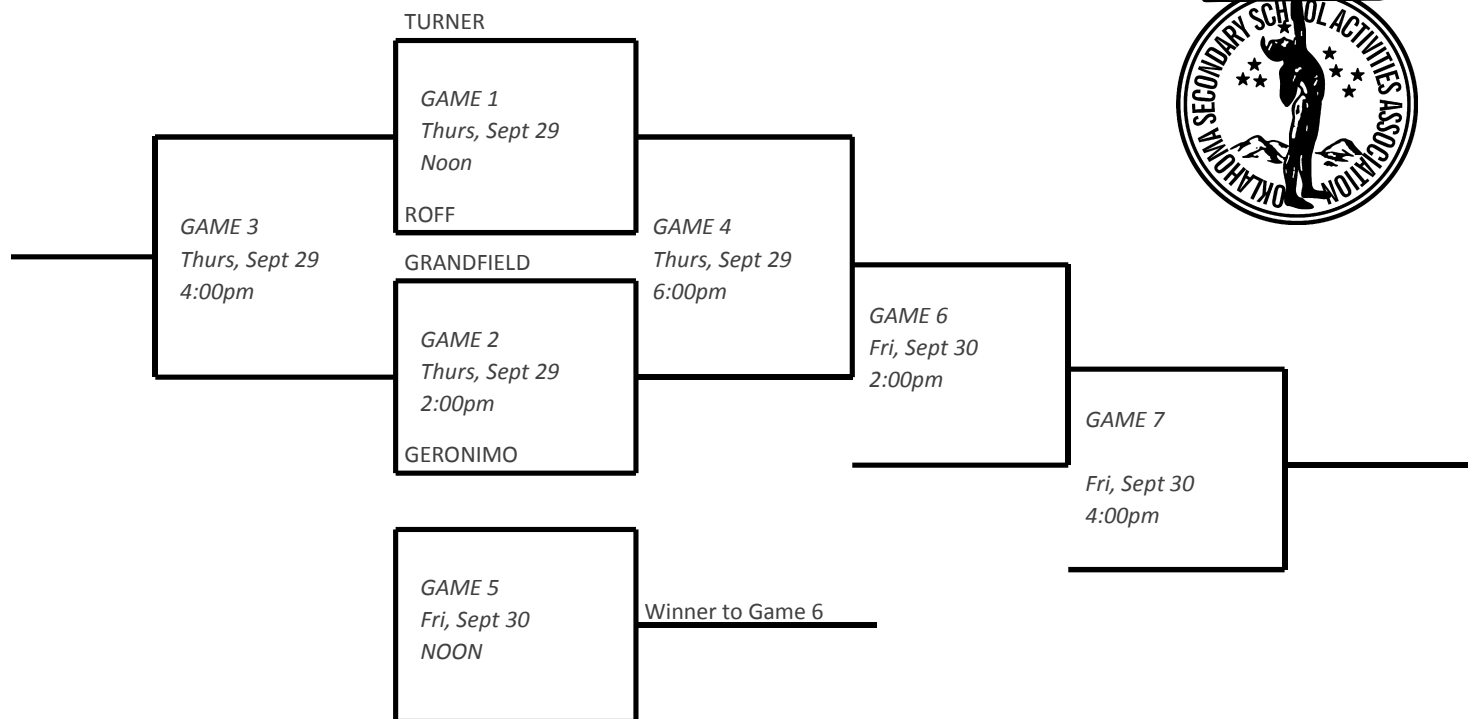 TURNER
GAME 1
Thurs, Sept 29
Noon
ROFF
GAME 3
Thurs, Sept 29
4:00pm
GAME 4
Thurs, Sept 29
6:00pm
GRANDFIELD
GAME 2
Thurs, Sept 29
2:00pm
GERONIMO
GAME 6
Fri, Sept 30
2:00pm
GAME 7
Fri, Sept 30
4:00pm
GAME 5
Fri, Sept 30
NOON
Winner to Game 6
OKLAHOMA SECONDARY SCHOOL ACTIVITIES ASSOCIATION